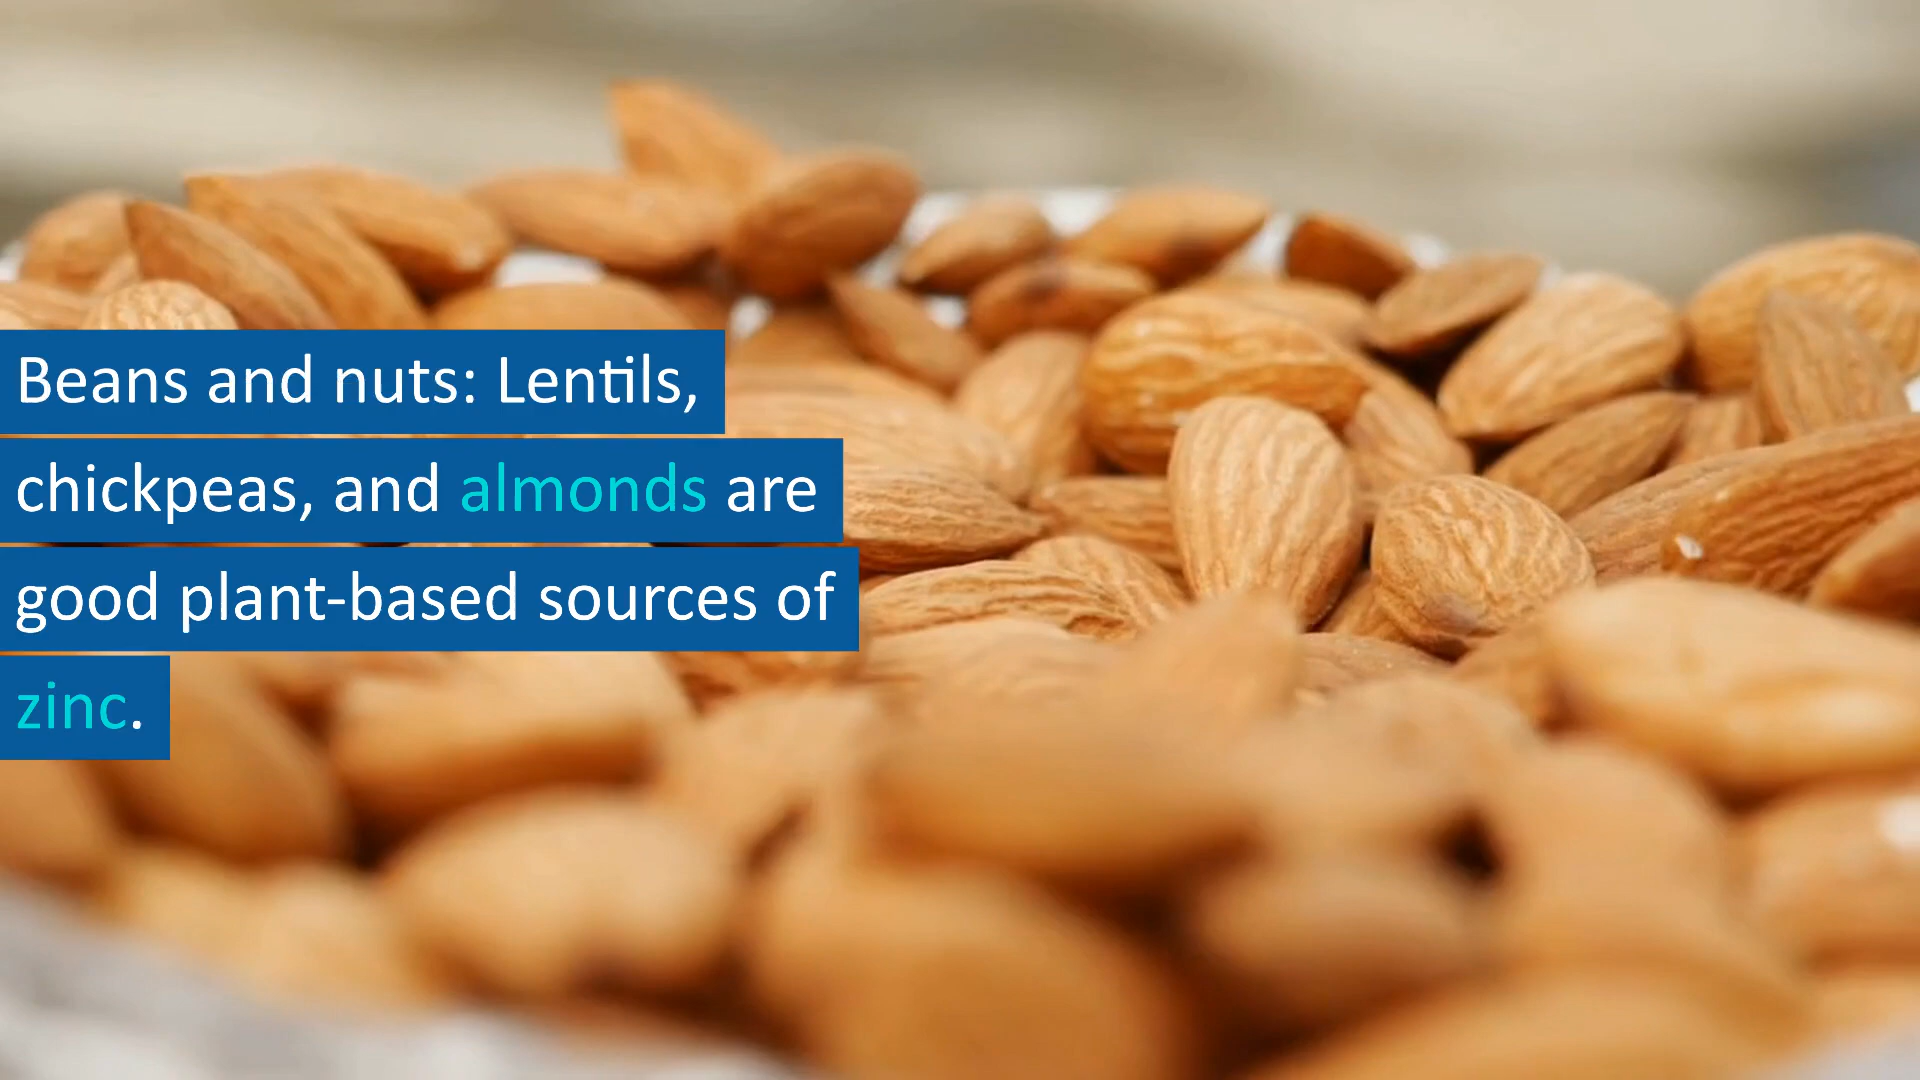 Beans and nuts: Lentils,
chickpeas, and almonds are
good plant-based sources of
zinc.